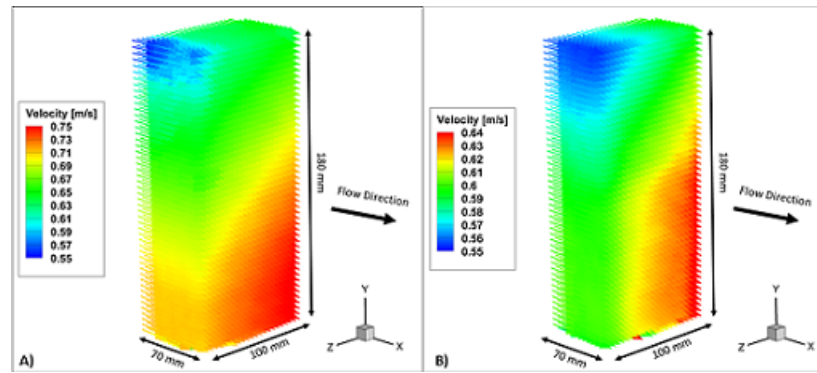 Velocity [m/s]
0.75
0.73
0.71
0.69
0.67
0.65
0.63
0.61
0.59
0.57
0.55
180 mm
Flow Direction
Y
Z
X
70 mm
100 mm
A)
Velocity [m/s]
0.64
0.63
0.62
0.61
0.6
0.59
0.58
0.57
0.56
0.55
180 mm
Flow Direction
Y
Z
X
70 mm
100 mm
B)